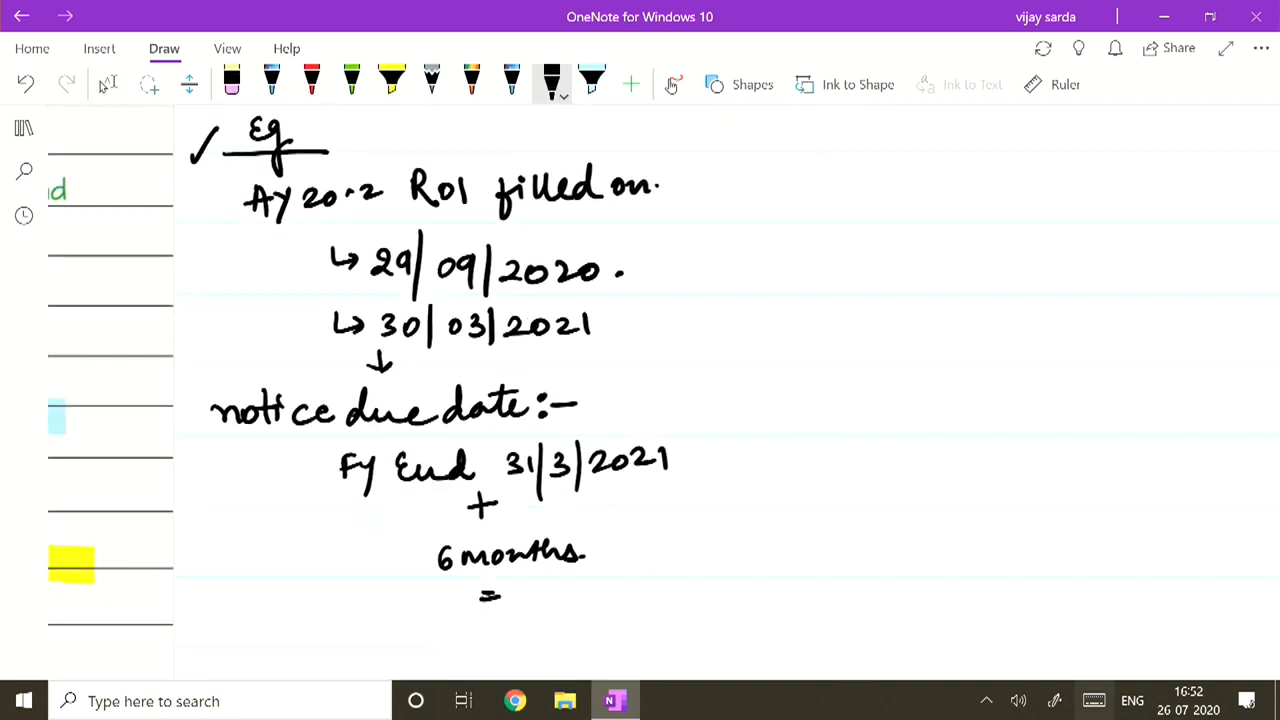 OneNote for Windows 10
vijay sarda
Home Insert Draw View Help
Share
Shapes Ink to Shape Ink to Text Ruler
Eg
AY 20-2 ROI filled on.
29/09/2020.
30/03/2021
notice due date:-
FY End 31/3/2021
+
6 months.
=
Type here to search
ENG
16:52
26-07-2020